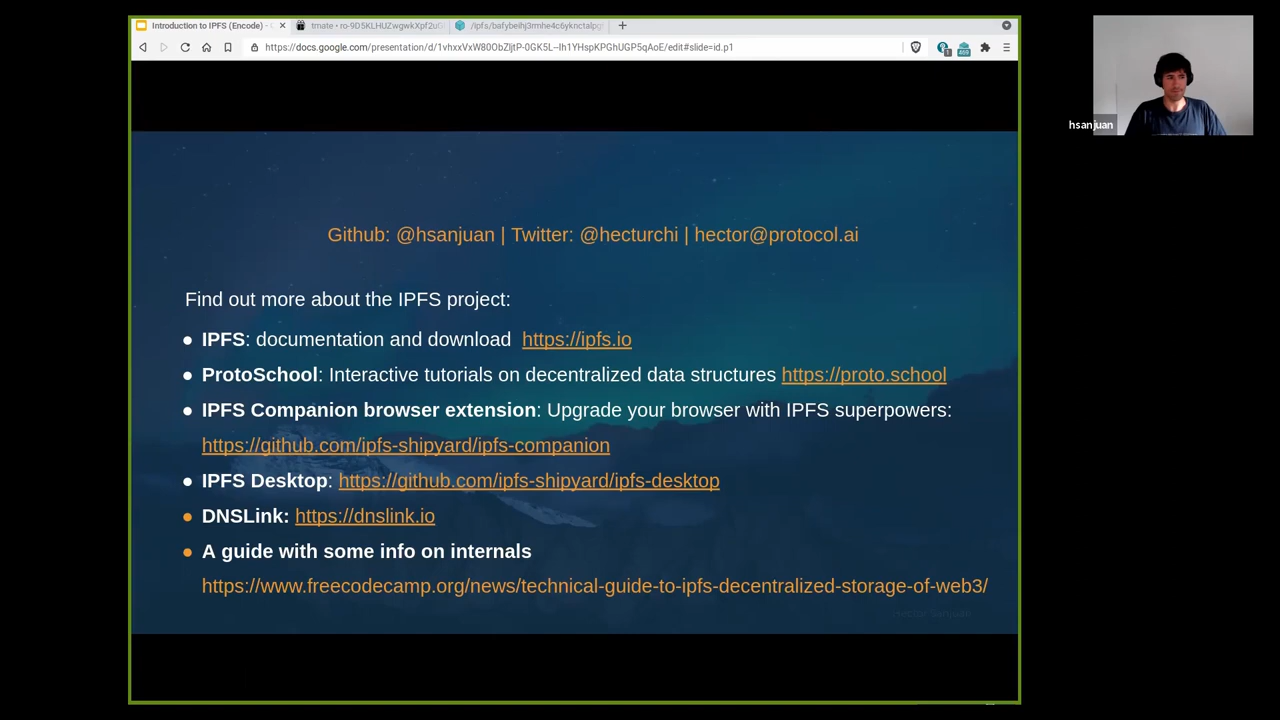 Introduction to IPFS (Encode) -
tmate • ro-9D5KLHUZwgwkXpf2uG
https://docs.google.com/presentation/d/1vhxxVxW80ObZljtP-0GK5L--Ih1YHspKPGhUGP5qAoE/edit#slide=id.p1
hsanjuan
Github: @hsanjuan | Twitter: @hecturchi | hector@protocol.ai
Find out more about the IPFS project:
● IPFS: documentation and download https://ipfs.io
● ProtoSchool: Interactive tutorials on decentralized data structures https://proto.school
● IPFS Companion browser extension: Upgrade your browser with IPFS superpowers:
https://github.com/ipfs-shipyard/ipfs-companion
● IPFS Desktop: https://github.com/ipfs-shipyard/ipfs-desktop
● DNSLink: https://dnslink.io
● A guide with some info on internals
https://www.freecodecamp.org/news/technical-guide-to-ipfs-decentralized-storage-of-web3/
Hector Sanjuan